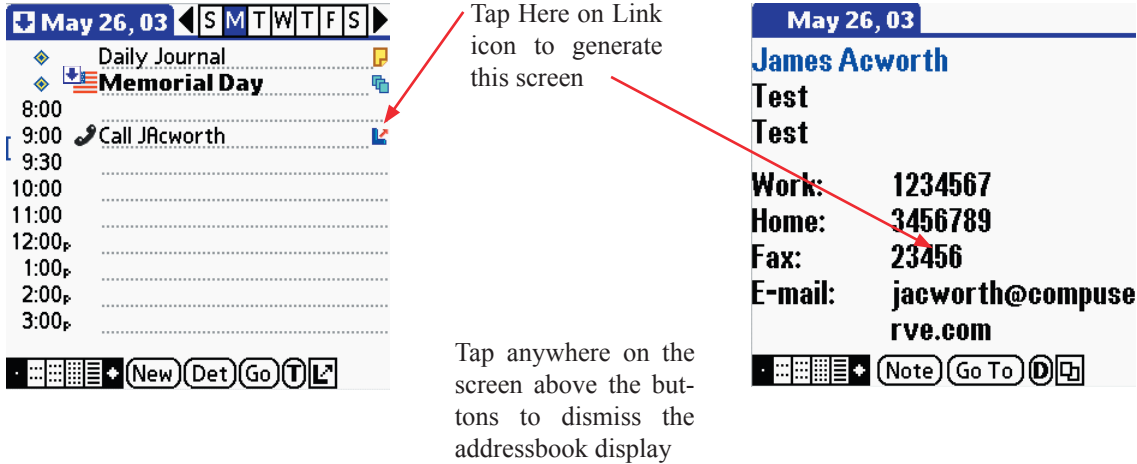 May 26, 03 S M T W T F S
Daily Journal
Memorial Day
8:00
9:00 Call JAcworth
9:30
10:00
11:00
12:00P
1:00P
2:00P
3:00P
New Det Go T L
Tap Here on Link
icon to generate
this screen
Tap anywhere on the
screen above the but-
tons to dismiss the
addressbook display
May 26, 03
James Acworth
Test
Test
Work: 1234567
Home: 3456789
Fax: 23456
E-mail: jacworth@compuse
rve.com
Note Go To D